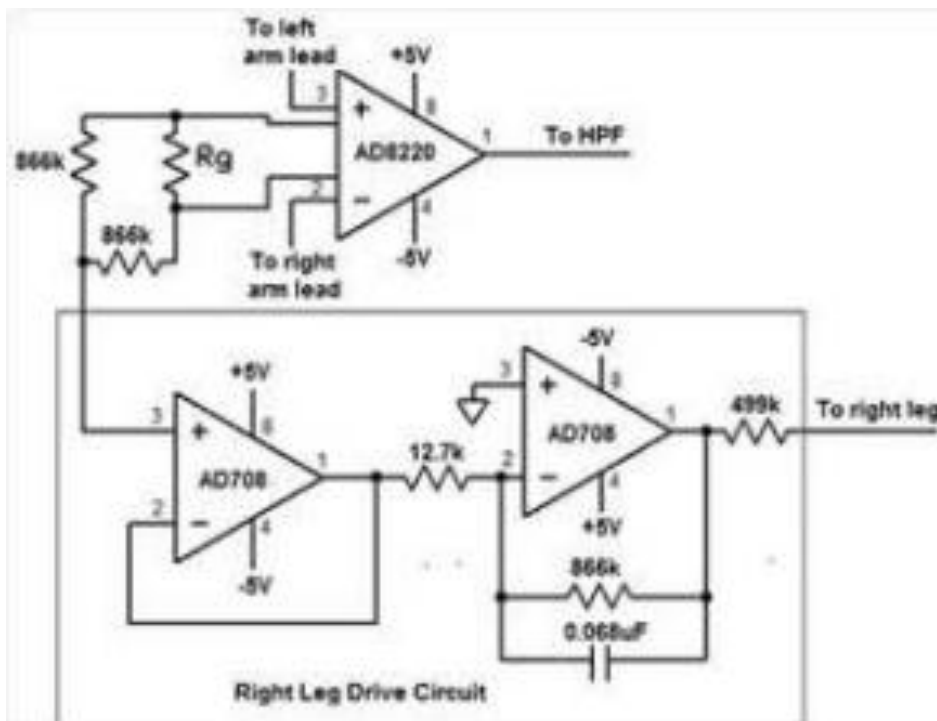 To left
arm lead
+5V
3
8
+
1
866k
Rg
AD8220
To HPF
2
−
4
866k
-5V
To right
arm lead
-5V
+5V
3
8
3
+
1
499k
To right leg
8
+
AD708
12.7k
1
AD708
2
−
4
2
−
4
+5V
-5V
866k
0.068uF
Right Leg Drive Circuit